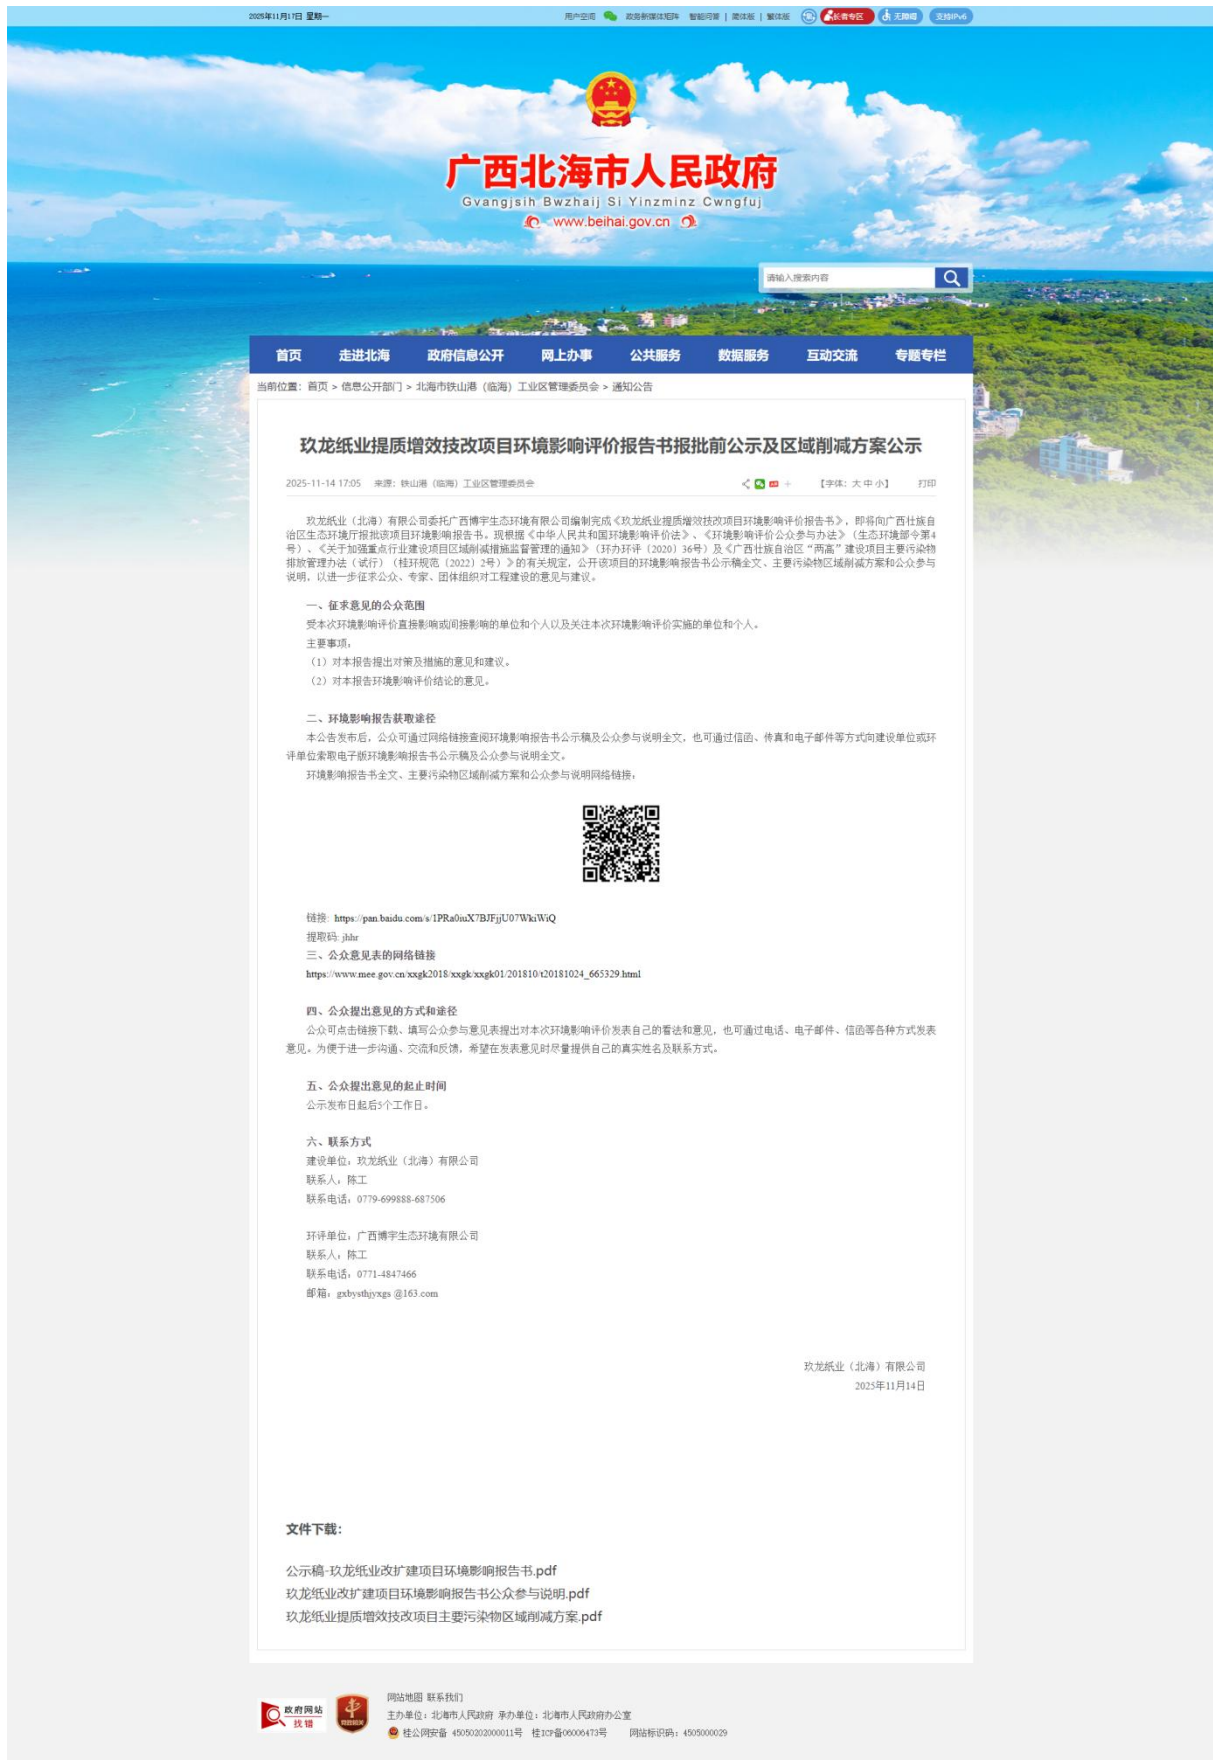 2025年11月17日 星期一
用户空间 政务新媒体矩阵 智能问答 | 简体版 | 繁体版 长者专区 无障碍 支持IPv6
广西北海市人民政府
Gvangjsih Bwzhaij Si Yinzminz Cwngfuj
www.beihai.gov.cn
请输入搜索内容
首页 走进北海 政府信息公开 网上办事 公共服务 数据服务 互动交流 专题专栏
当前位置：首页 > 信息公开部门 > 北海市铁山港（临海）工业区管理委员会 > 通知公告
玖龙纸业提质增效技改项目环境影响评价报告书报批前公示及区域削减方案公示
2025-11-14 17:05 来源：铁山港（临海）工业区管理委员会 【字体：大 中 小】 打印
玖龙纸业（北海）有限公司委托广西博宇生态环境有限公司编制完成《玖龙纸业提质增效技改项目环境影响评价报告书》，即将向广西壮族自
治区生态环境厅报批该项目环境影响报告书。现根据《中华人民共和国环境影响评价法》、《环境影响评价公众参与办法》（生态环境部令第4
号）、《关于加强重点行业建设项目区域削减措施监督管理的通知》（环办环评〔2020〕36号）及《广西壮族自治区“两高”建设项目主要污染物
排放管理办法（试行）（桂环规范〔2022〕2号）》的有关规定，公开该项目的环境影响报告书公示稿全文、主要污染物区域削减方案和公众参与
说明，以进一步征求公众、专家、团体组织对工程建设的意见与建议。
一、征求意见的公众范围
受本次环境影响评价直接影响或间接影响的单位和个人以及关注本次环境影响评价实施的单位和个人。
主要事项：
（1）对本报告提出对策及措施的意见和建议。
（2）对本报告环境影响评价结论的意见。
二、环境影响报告获取途径
本公告发布后，公众可通过网络链接查阅环境影响报告书公示稿及公众参与说明全文，也可通过信函、传真和电子邮件等方式向建设单位或环
评单位索取电子版环境影响报告书公示稿及公众参与说明全文。
环境影响报告书全文、主要污染物区域削减方案和公众参与说明网络链接：
链接: https://pan.baidu.com/s/1PRa0iuX7BJFjjU07WkiWiQ
提取码: jhhr
三、公众意见表的网络链接
https://www.mee.gov.cn/xxgk2018/xxgk/xxgk01/201810/t20181024_665329.html
四、公众提出意见的方式和途径
公众可点击链接下载、填写公众参与意见表提出对本次环境影响评价发表自己的看法和意见，也可通过电话、电子邮件、信函等各种方式发表
意见。为便于进一步沟通、交流和反馈，希望在发表意见时尽量提供自己的真实姓名及联系方式。
五、公众提出意见的起止时间
公示发布日起后5个工作日。
六、联系方式
建设单位：玖龙纸业（北海）有限公司
联系人：陈工
联系电话：0779-699888-687506
环评单位：广西博宇生态环境有限公司
联系人：陈工
联系电话：0771-4847466
邮箱：gxbysthjyxgs @163.com
玖龙纸业（北海）有限公司
2025年11月14日
文件下载：
公示稿-玖龙纸业改扩建项目环境影响报告书.pdf
玖龙纸业改扩建项目环境影响报告书公众参与说明.pdf
玖龙纸业提质增效技改项目主要污染物区域削减方案.pdf
政府网站
找错
党政机关
网站地图 联系我们
主办单位：北海市人民政府 承办单位：北海市人民政府办公室
桂公网安备 45050202000011号 桂ICP备06006473号 网站标识码：4505000029